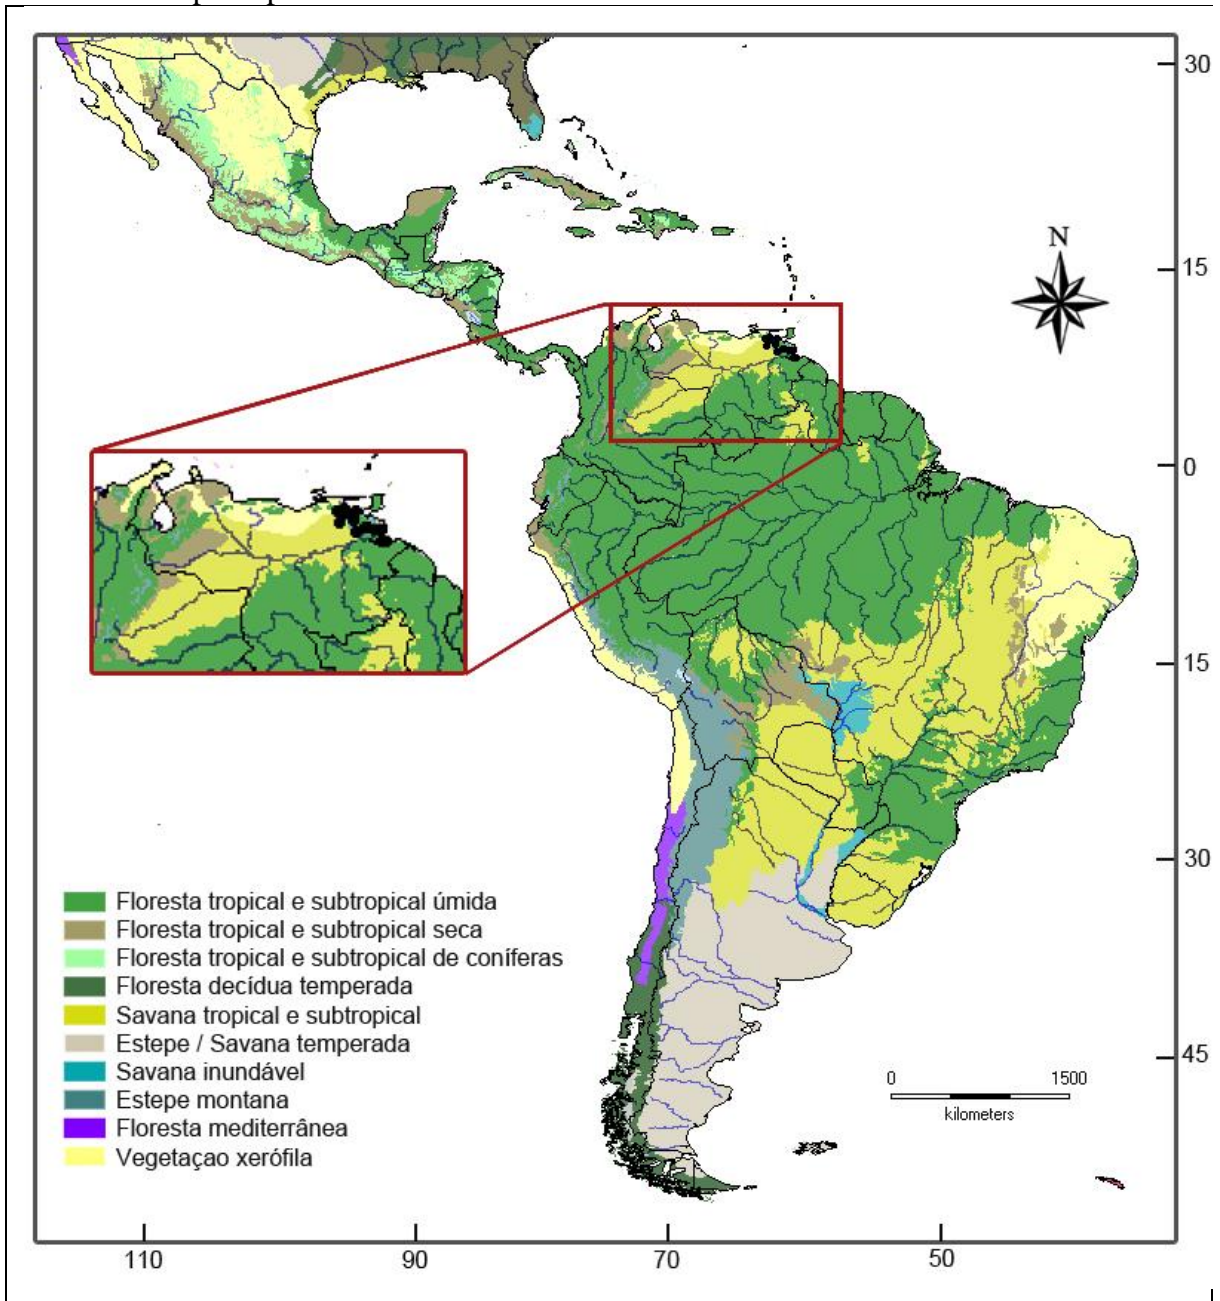 N
30
15
0
15
30
45
Floresta tropical e subtropical úmida
Floresta tropical e subtropical seca
Floresta tropical e subtropical de coníferas
Floresta decídua temperada
Savana tropical e subtropical
Estepe / Savana temperada
Savana inundável
Estepe montana
Floresta mediterrânea
Vegetaçao xerófila
0 1500
kilometers
110 90 70 50